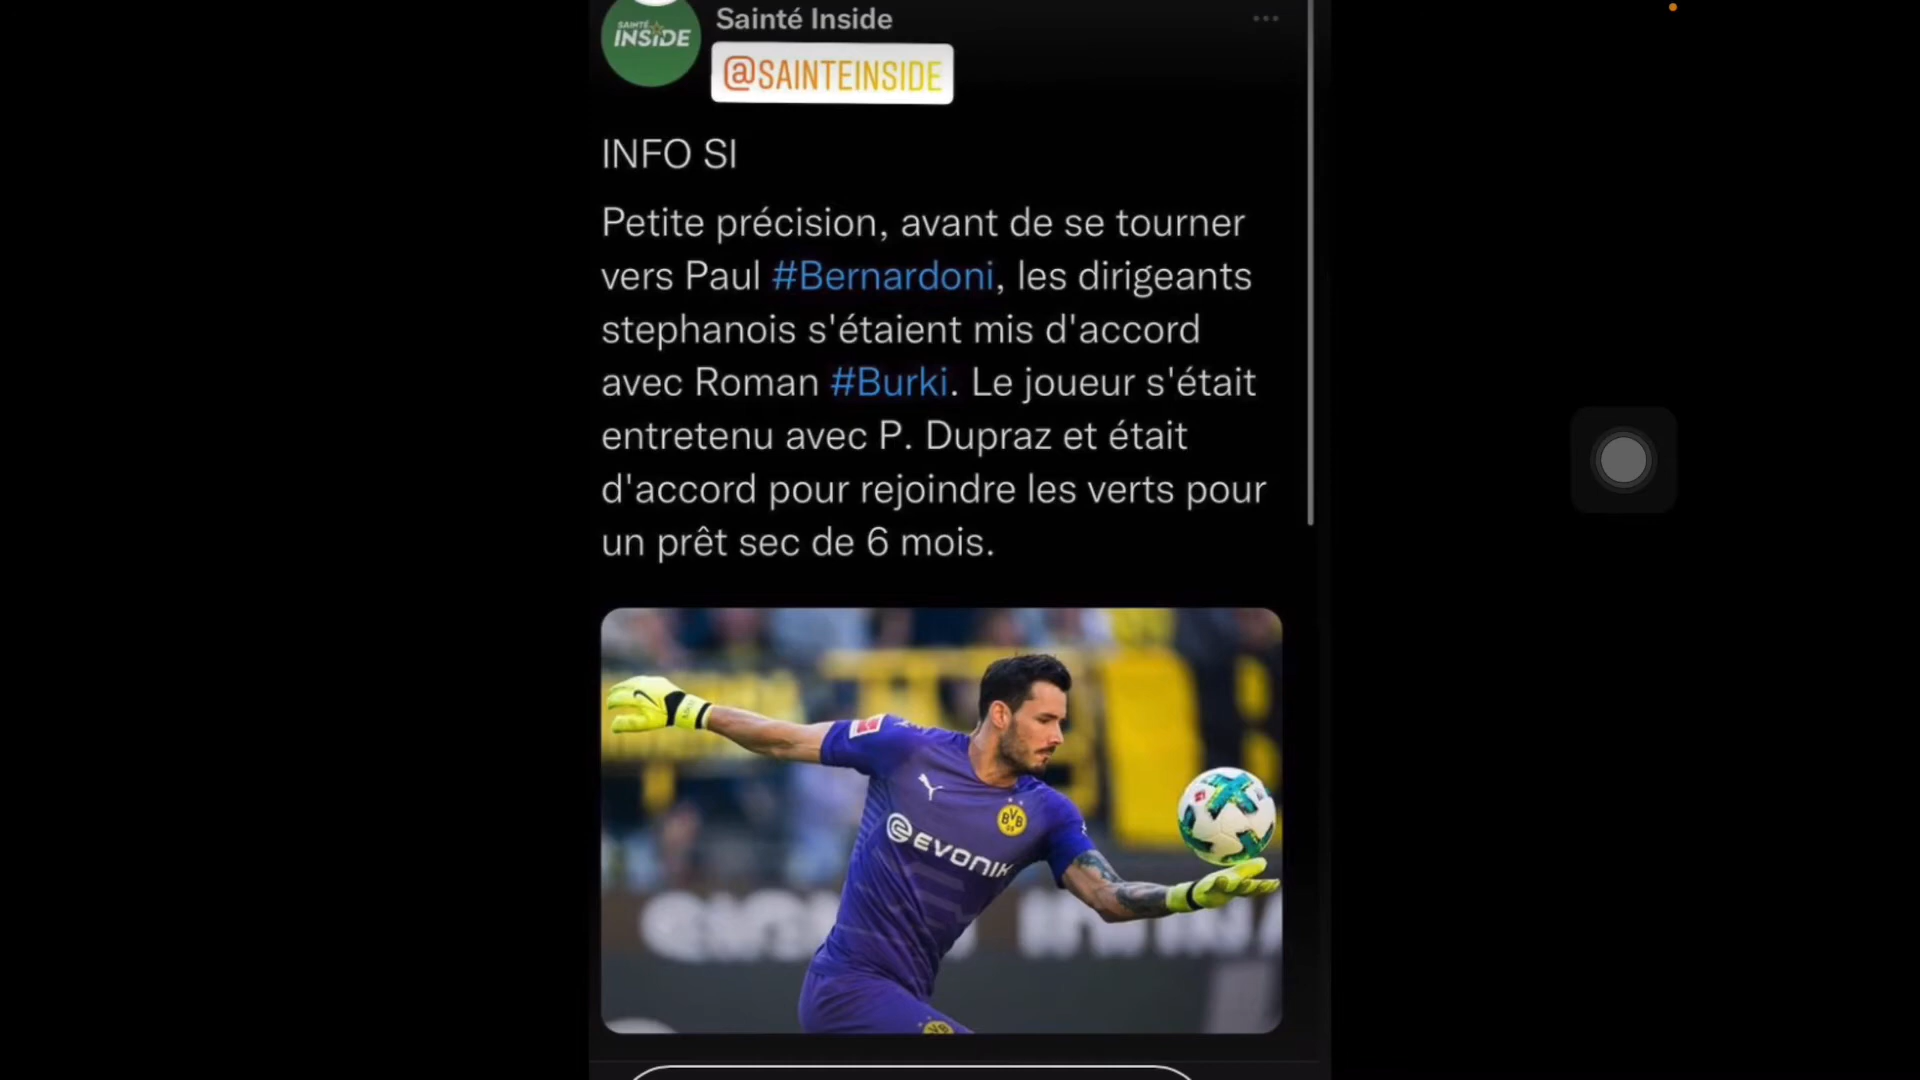 SAINTÉ
INSIDE
Sainté Inside
@SAINTEINSIDE
INFO SI
Petite précision, avant de se tourner
vers Paul #Bernardoni, les dirigeants
stephanois s'étaient mis d'accord
avec Roman #Burki. Le joueur s'était
entretenu avec P. Dupraz et était
d'accord pour rejoindre les verts pour
un prêt sec de 6 mois.
BVB
09
EVONIK